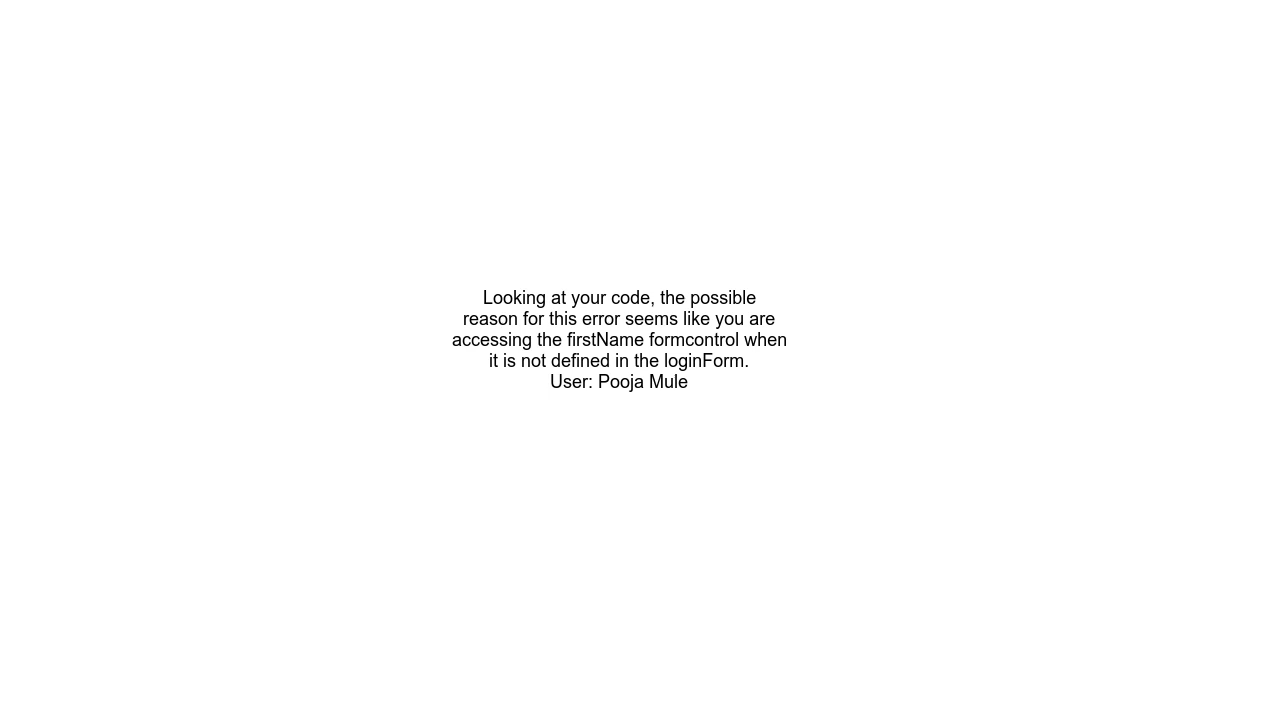 Looking at your code, the possible
reason for this error seems like you are
accessing the firstName formcontrol when
it is not defined in the loginForm.
User: Pooja Mule